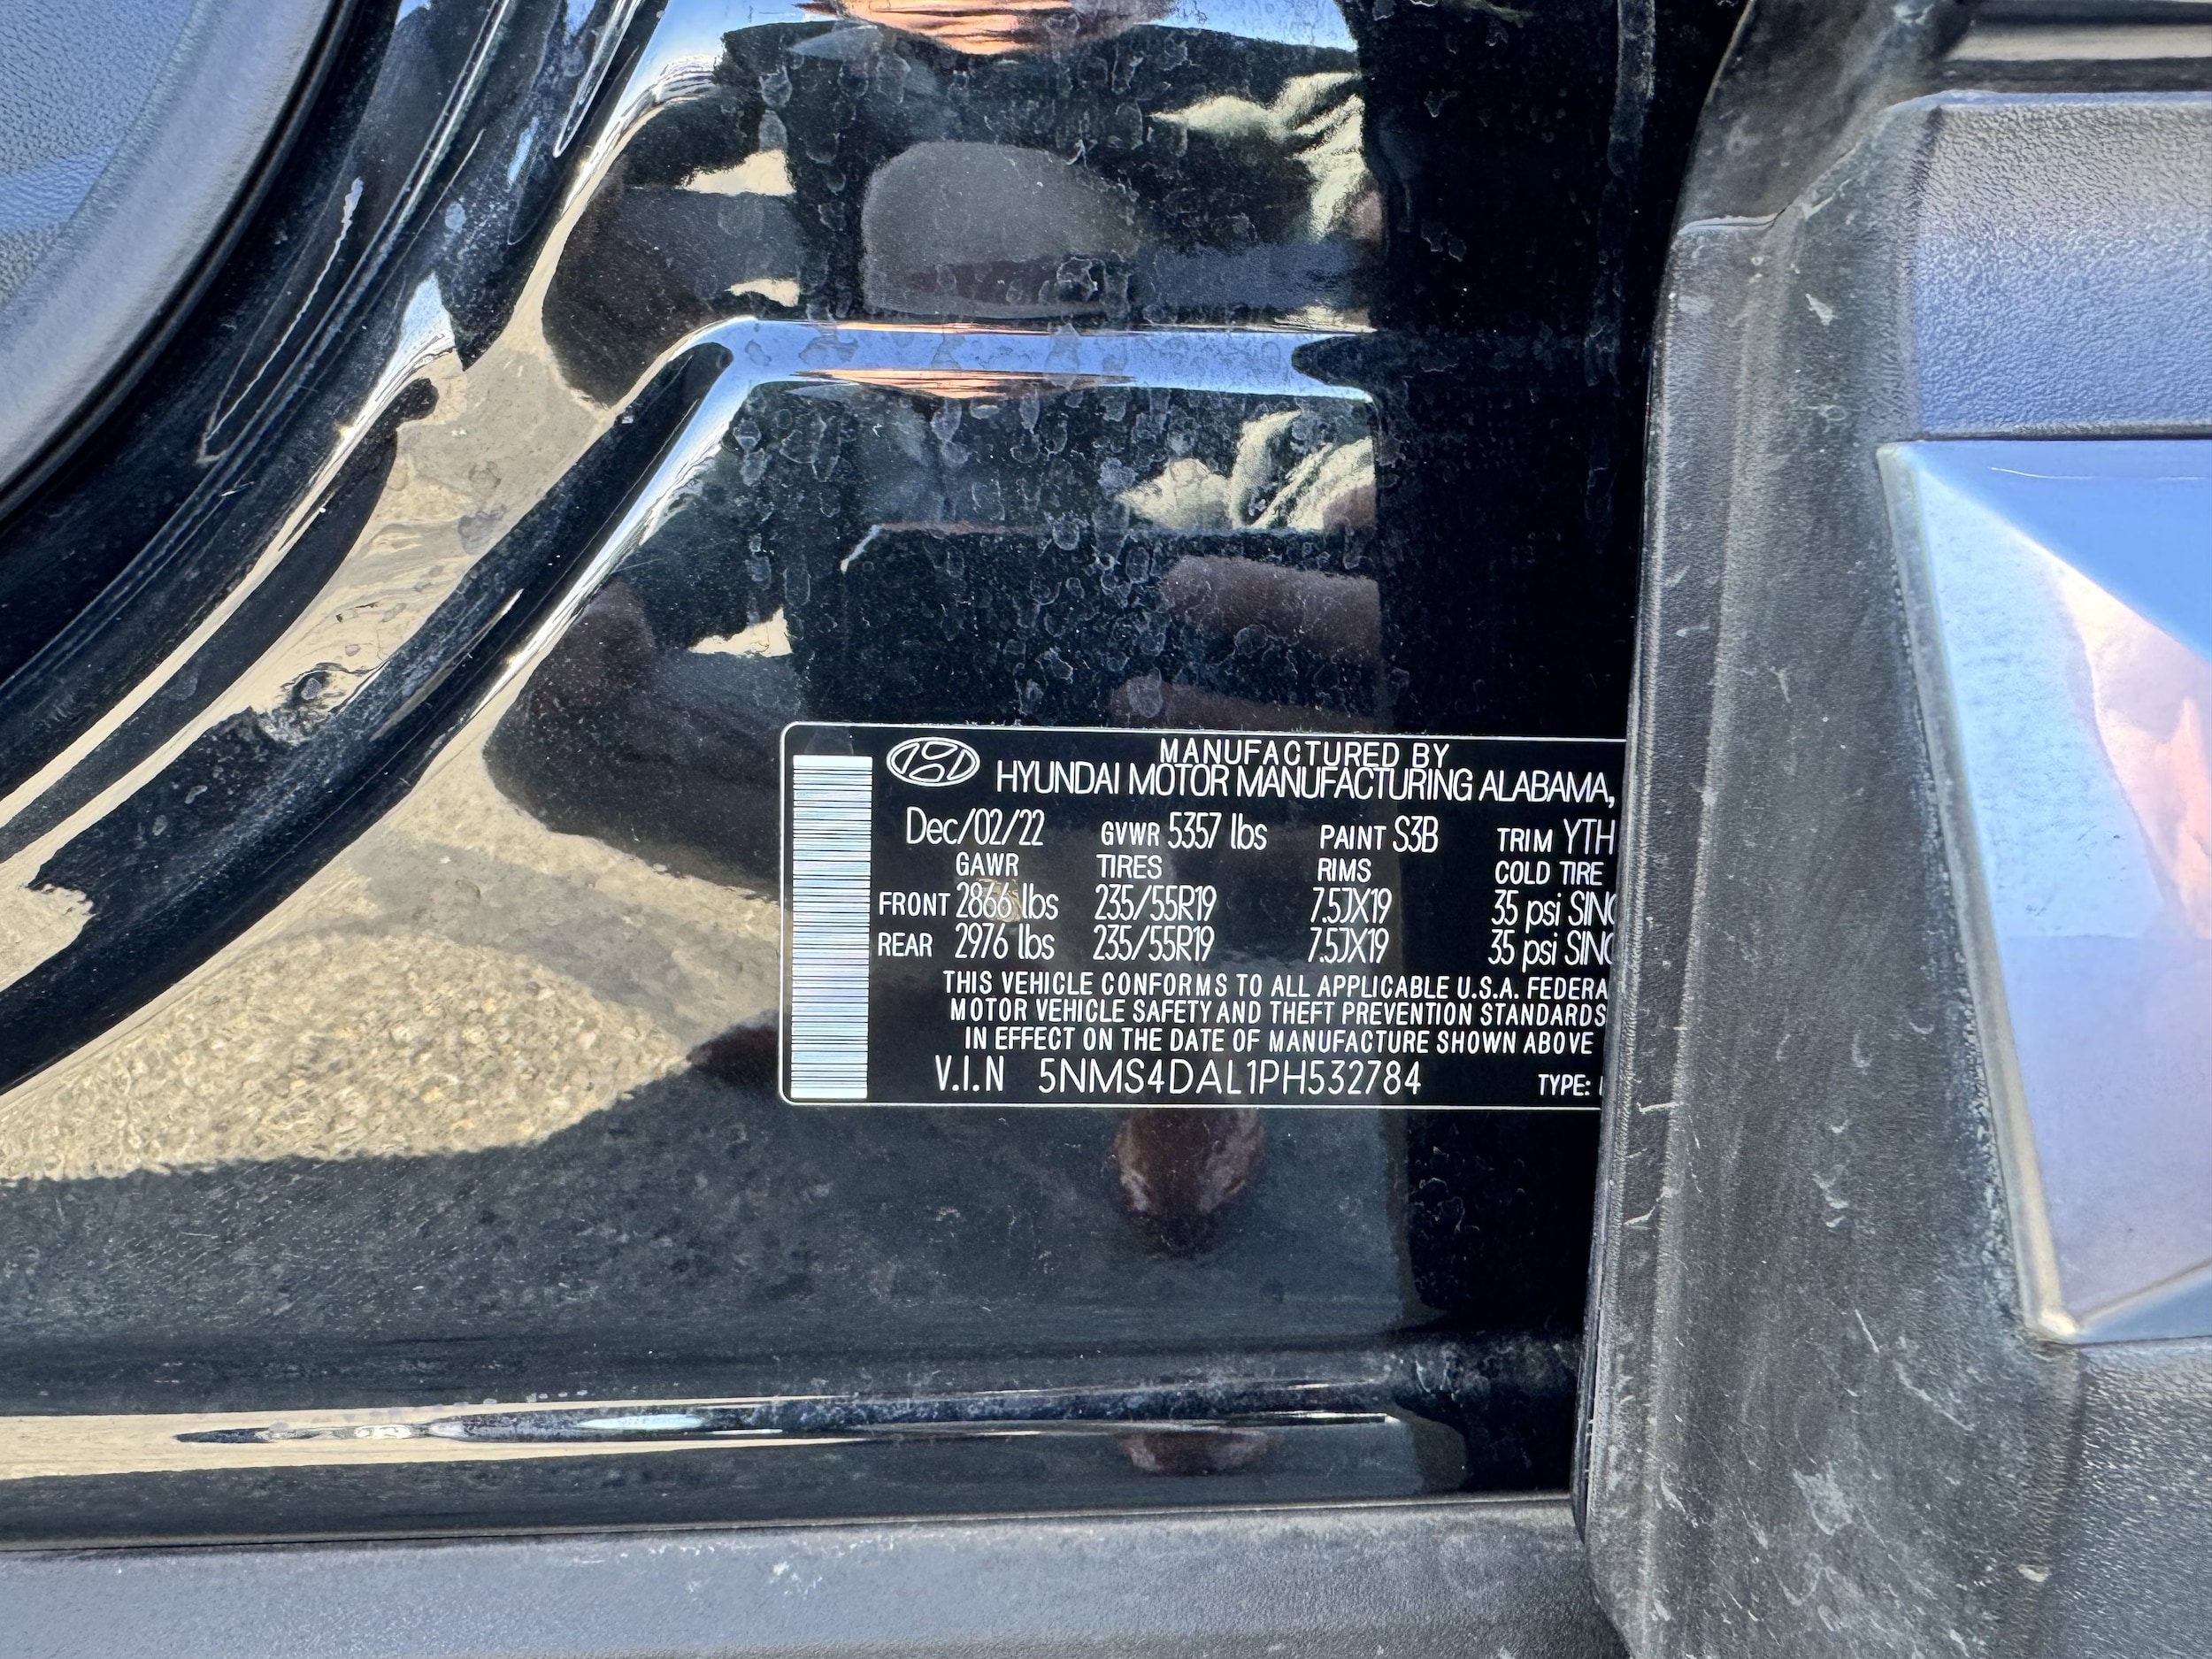 MANUFACTURED BY
HYUNDAI MOTOR MANUFACTURING ALABAMA,
Dec/02/22 GVWR 5357 lbs PAINT S3B TRIM YTH
GAWR TIRES RIMS COLD TIRE
FRONT 2866 lbs 235/55R19 7.5JX19 35 psi SING
REAR 2976 lbs 235/55R19 7.5JX19 35 psi SING
THIS VEHICLE CONFORMS TO ALL APPLICABLE U.S.A. FEDERA
MOTOR VEHICLE SAFETY AND THEFT PREVENTION STANDARDS
IN EFFECT ON THE DATE OF MANUFACTURE SHOWN ABOVE
V.I.N 5NMS4DAL1PH532784 TYPE: